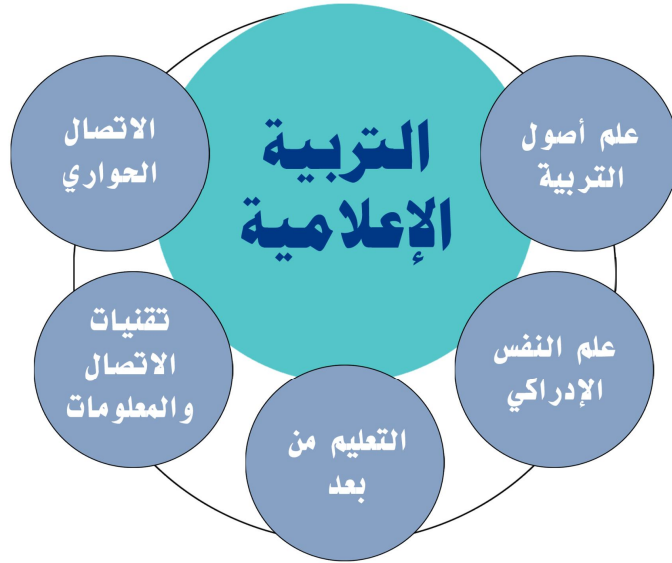 التربية
الإعلامية
علم أصول
التربية
علم النفس
الإدراكي
التعليم من
بعد
تقنيات
الاتصال
والمعلومات
الاتصال
الحواري